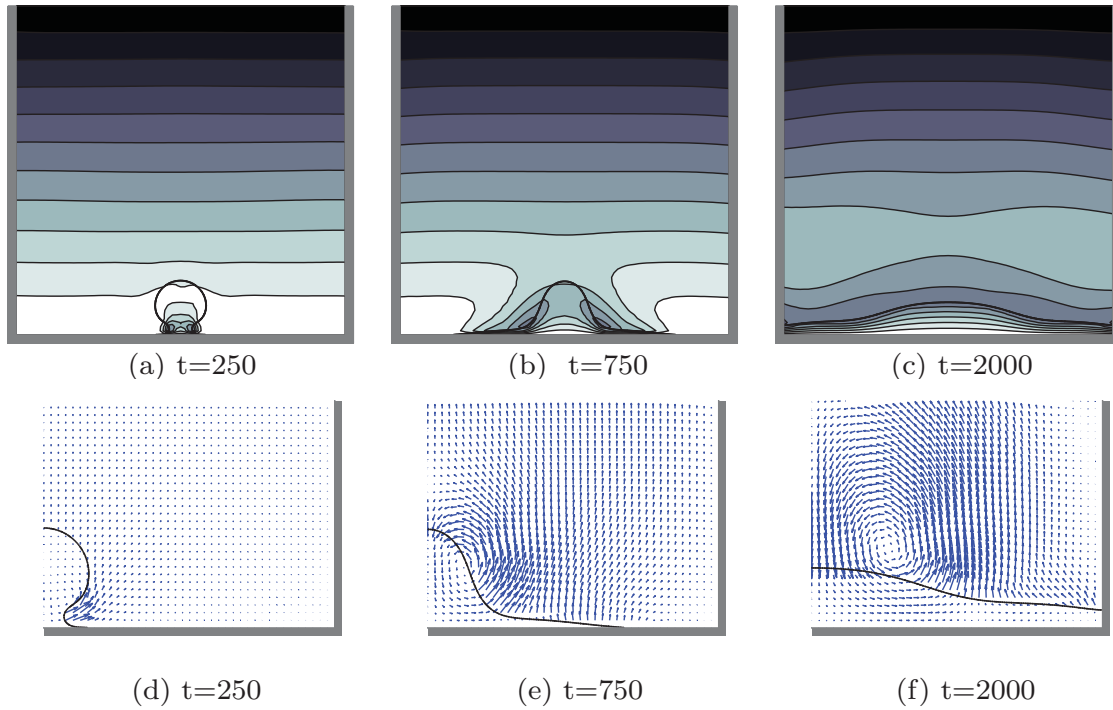 (a) t=250
(b) t=750
(c) t=2000
(d) t=250
(e) t=750
(f) t=2000